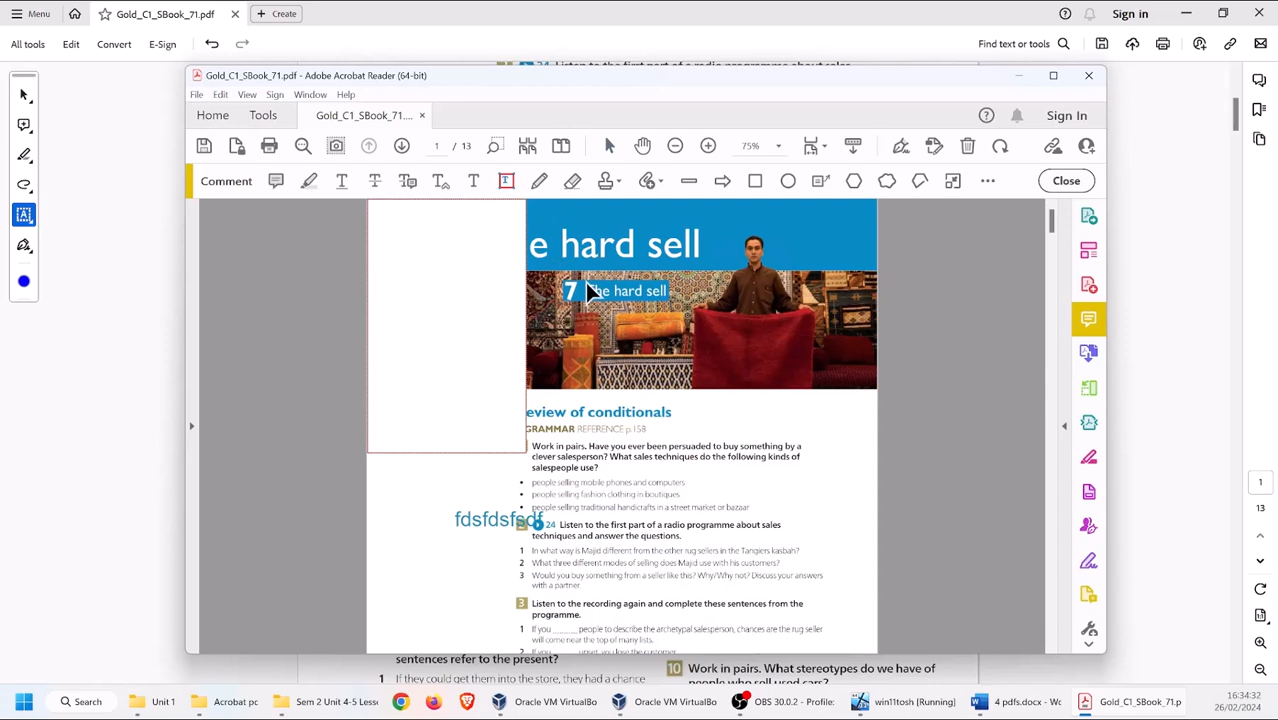 Menu
Gold_C1_SBook_71.pdf
Create
Sign in
All tools
Edit
Convert
E-Sign
Find text or tools
Gold_C1_SBook_71.pdf - Adobe Acrobat Reader (64-bit)
File Edit View Sign Window Help
Home
Tools
Gold_C1_SBook_71....
Sign In
1 / 13
75%
Comment
Close
e hard sell
7 The hard sell
eview of conditionals
GRAMMAR REFERENCE p.158
Work in pairs. Have you ever been persuaded to buy something by a
clever salesperson? What sales techniques do the following kinds of
salespeople use?
• people selling mobile phones and computers
• people selling fashion clothing in boutiques
• people selling traditional handicrafts in a street market or bazaar
fdsfdsfsdf
24 Listen to the first part of a radio programme about sales
techniques and answer the questions.
1 In what way is Majid different from the other rug sellers in the Tangiers kasbah?
2 What three different modes of selling does Majid use with his customers?
3 Would you buy something from a seller like this? Why/Why not? Discuss your answers
with a partner.
3 Listen to the recording again and complete these sentences from the
programme.
1 If you ........ people to describe the archetypal salesperson, chances are the rug seller
will come near the top of many lists.
sentences refer to the present?
1 If they could get them into the store, they had a chance
10 Work in pairs. What stereotypes do we have of
people who sell used cars?
1
13
Search
Unit 1
Acrobat pc
Sem 2 Unit 4-5 Lesso
Oracle VM VirtualBo
Oracle VM VirtualBo
OBS 30.0.2 - Profile:
win11tosh [Running]
4 pdfs.docx - Wo
Gold_C1_SBook_71.p
16:34:32
26/02/2024